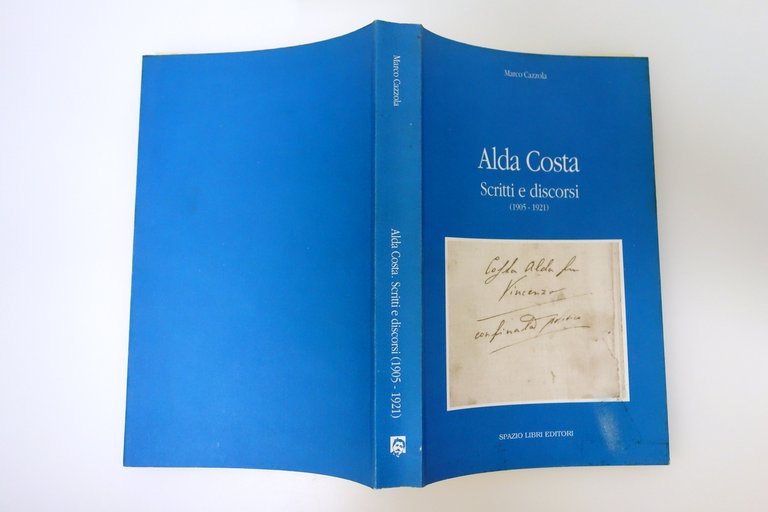 Marco Cazzola
Alda Costa. Scritti e discorsi (1905 - 1921)
Marco Cazzola
Alda Costa
Scritti e discorsi
(1905 - 1921)
Costa Alda fu
Vincenzo
confinata politica
SPAZIO LIBRI EDITORI